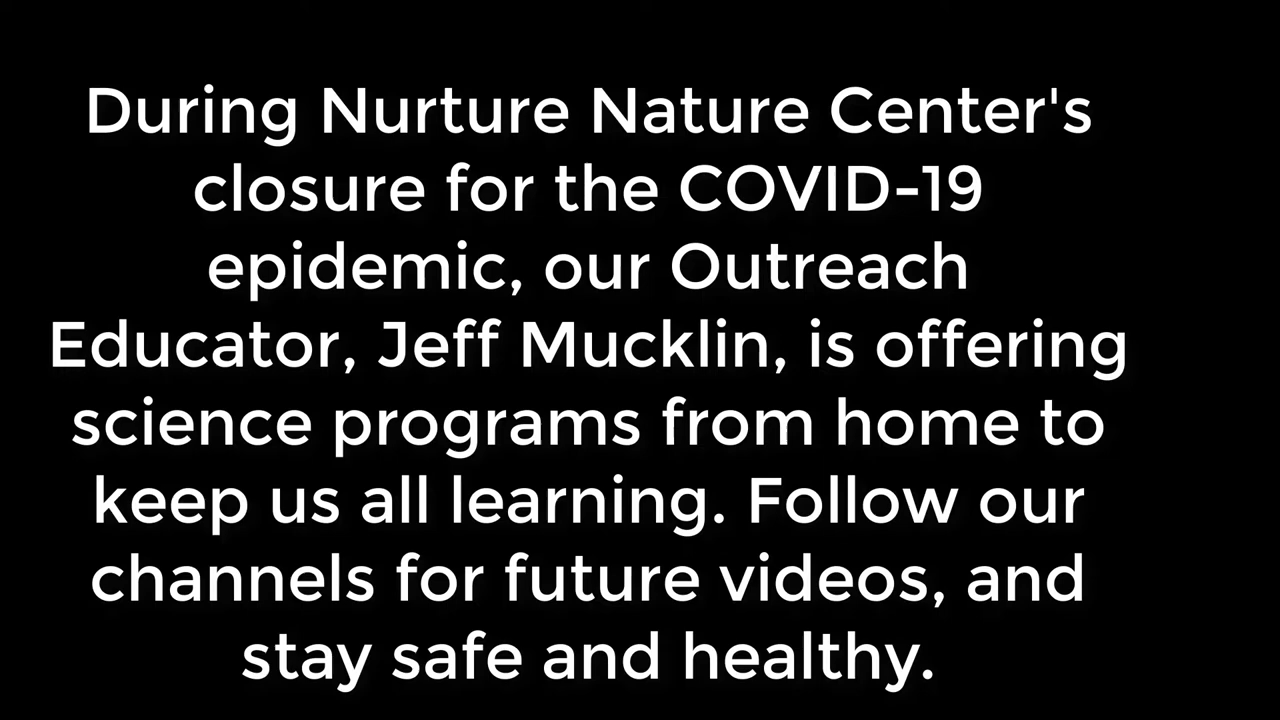 During Nurture Nature Center's
closure for the COVID-19
epidemic, our Outreach
Educator, Jeff Mucklin, is offering
science programs from home to
keep us all learning. Follow our
channels for future videos, and
stay safe and healthy.